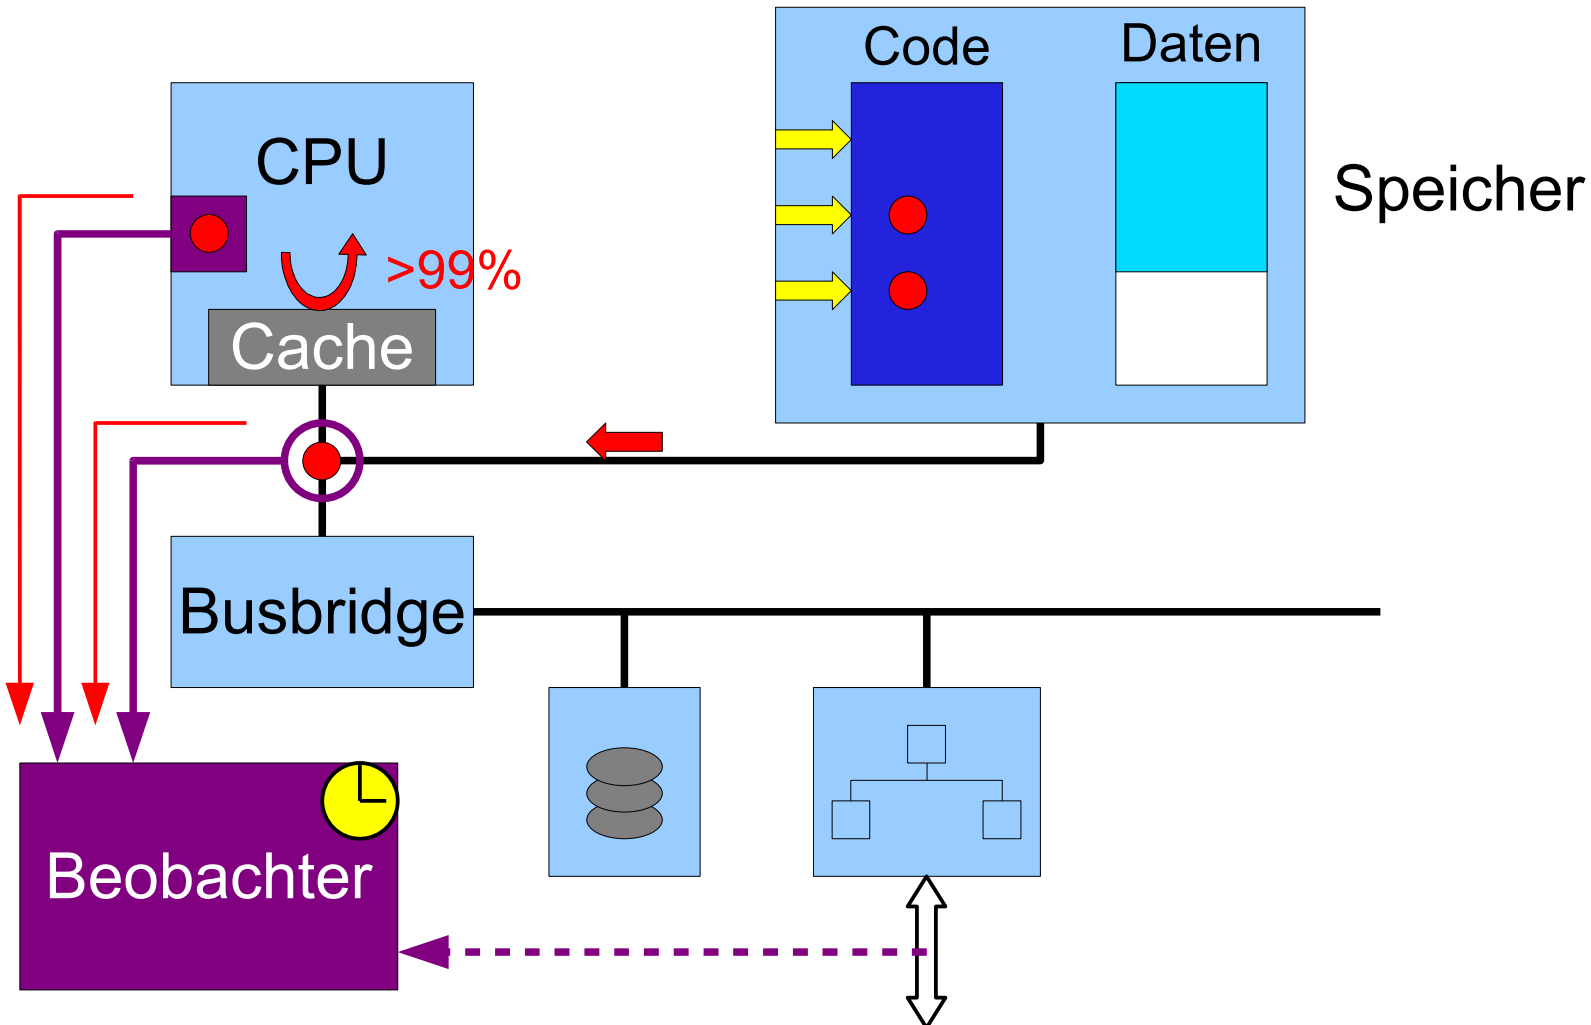 Code
Daten
CPU
Speicher
>99%
Cache
Busbridge
Beobachter